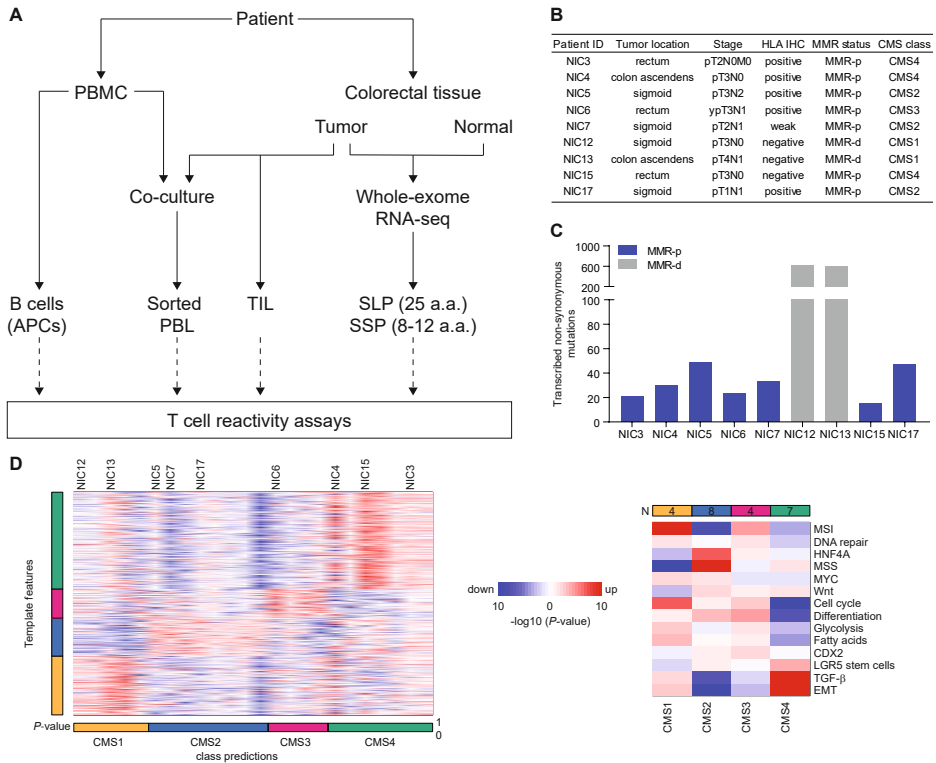 A
Patient
PBMC
Colorectal tissue
Tumor
Normal
Co-culture
Whole-exome
RNA-seq
B cells
(APCs)
Sorted
PBL
TIL
SLP (25 a.a.)
SSP (8-12 a.a.)
T cell reactivity assays
B
Patient ID Tumor location Stage HLA IHC MMR status CMS class
NIC3 rectum pT2N0M0 positive MMR-p CMS4
NIC4 colon ascendens pT3N0 positive MMR-p CMS4
NIC5 sigmoid pT3N2 positive MMR-p CMS2
NIC6 rectum ypT3N1 positive MMR-p CMS3
NIC7 sigmoid pT2N1 weak MMR-p CMS2
NIC12 sigmoid pT3N0 negative MMR-d CMS1
NIC13 colon ascendens pT4N1 negative MMR-d CMS1
NIC15 rectum pT3N0 negative MMR-p CMS4
NIC17 sigmoid pT1N1 positive MMR-p CMS2
C
MMR-p
MMR-d
Transcribed non-synonymous
mutations
1000
600
200
100
80
60
40
20
0
NIC3 NIC4 NIC5 NIC6 NIC7 NIC12 NIC13 NIC15 NIC17
D
NIC12 NIC13 NIC5 NIC7 NIC17 NIC6 NIC4 NIC15 NIC3
Template features
P-value
1
0
CMS1 CMS2 CMS3 CMS4
class predictions
down up
10 0 10
-log10 (P-value)
N 4 8 4 7
MSI
DNA repair
HNF4A
MSS
MYC
Wnt
Cell cycle
Differentiation
Glycolysis
Fatty acids
CDX2
LGR5 stem cells
TGF-β
EMT
CMS1 CMS2 CMS3 CMS4